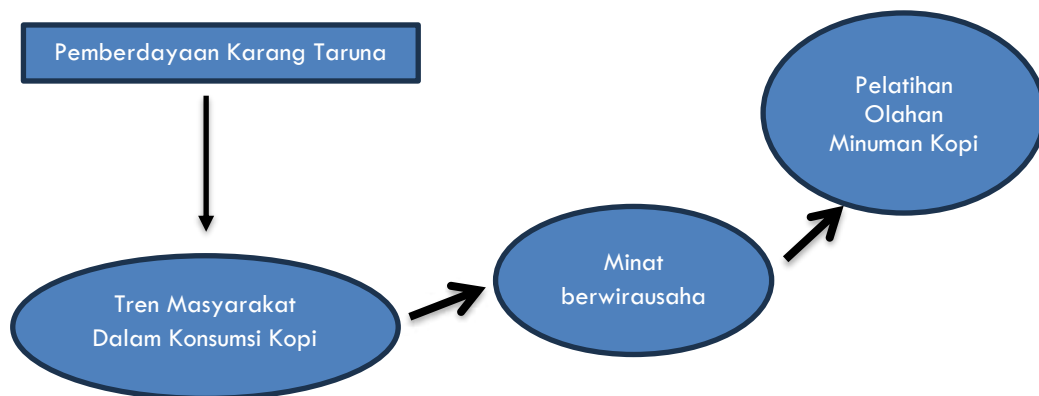 Pemberdayaan Karang Taruna
Tren Masyarakat
Dalam Konsumsi Kopi
Minat
berwirausaha
Pelatihan
Olahan
Minuman Kopi